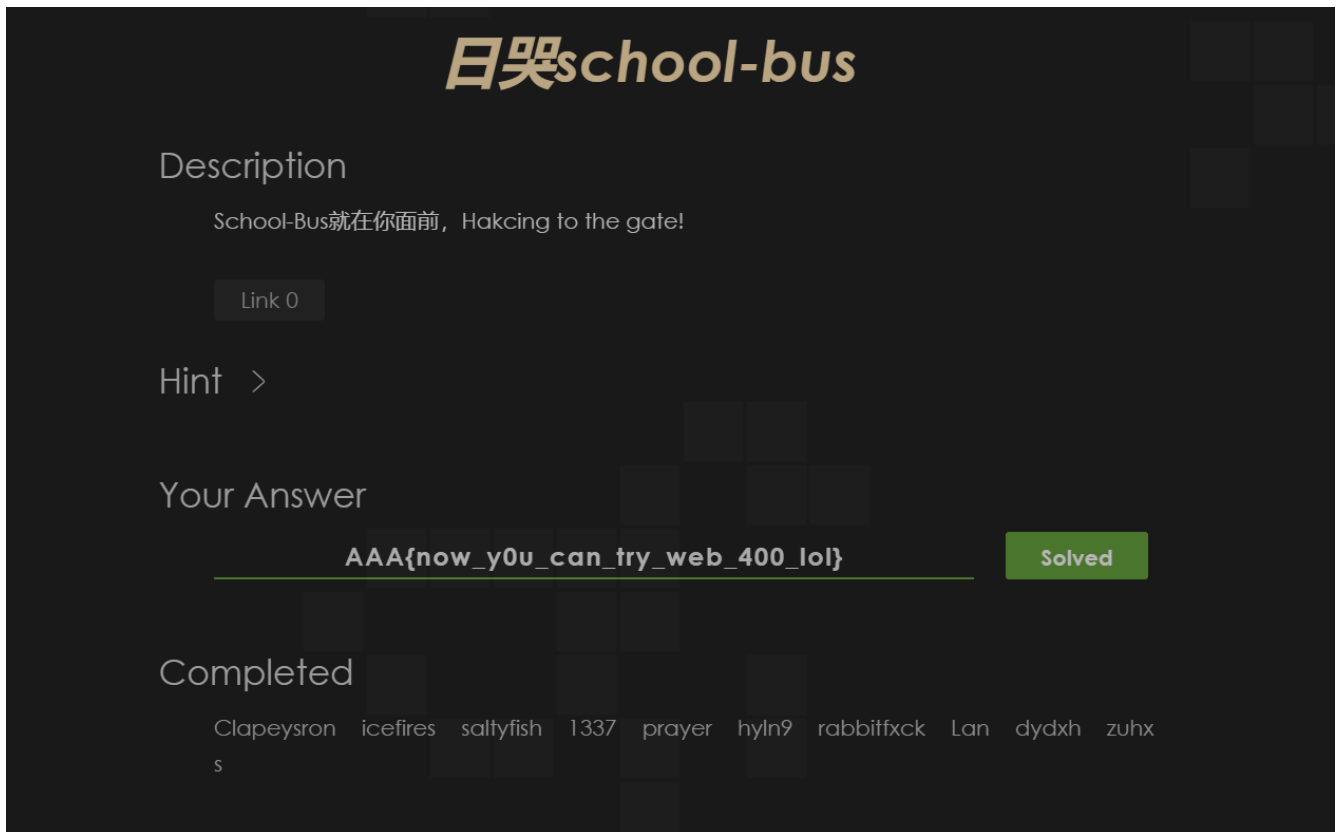 日哭school-bus
Description
School-Bus就在你面前，Hakcing to the gate!
Link 0
Hint >
Your Answer
AAA{now_y0u_can_try_web_400_lol}
Solved
Completed
Clapeysron icefires saltyfish 1337 prayer hyln9 rabbitfxck Lan dydxh zuhx
s